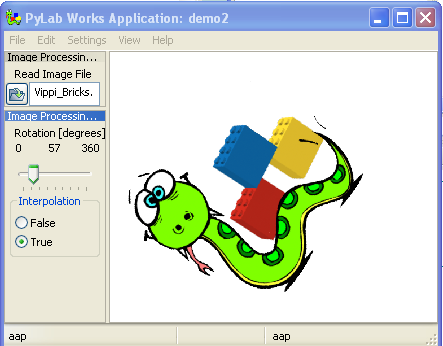 PyLab Works Application: demo2
File Edit Settings View Help
Image Processin...
Read Image File
Vippi_Bricks.
Image Processin...
Rotation [degrees]
0 57 360
Interpolation
False
True
aap aap